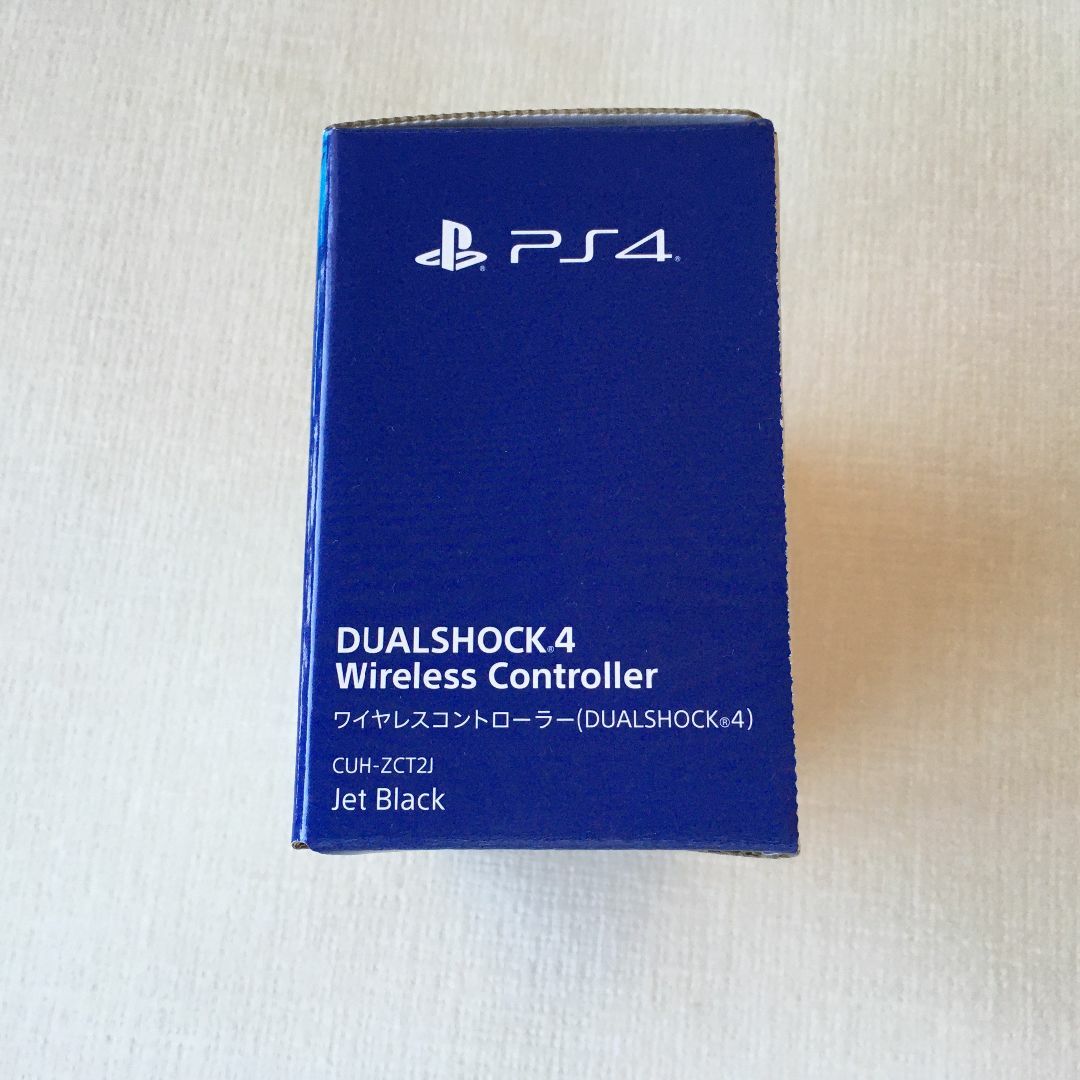 PS4®
DUALSHOCK®4
Wireless Controller
ワイヤレスコントローラー(DUALSHOCK®4)
CUH-ZCT2J
Jet Black